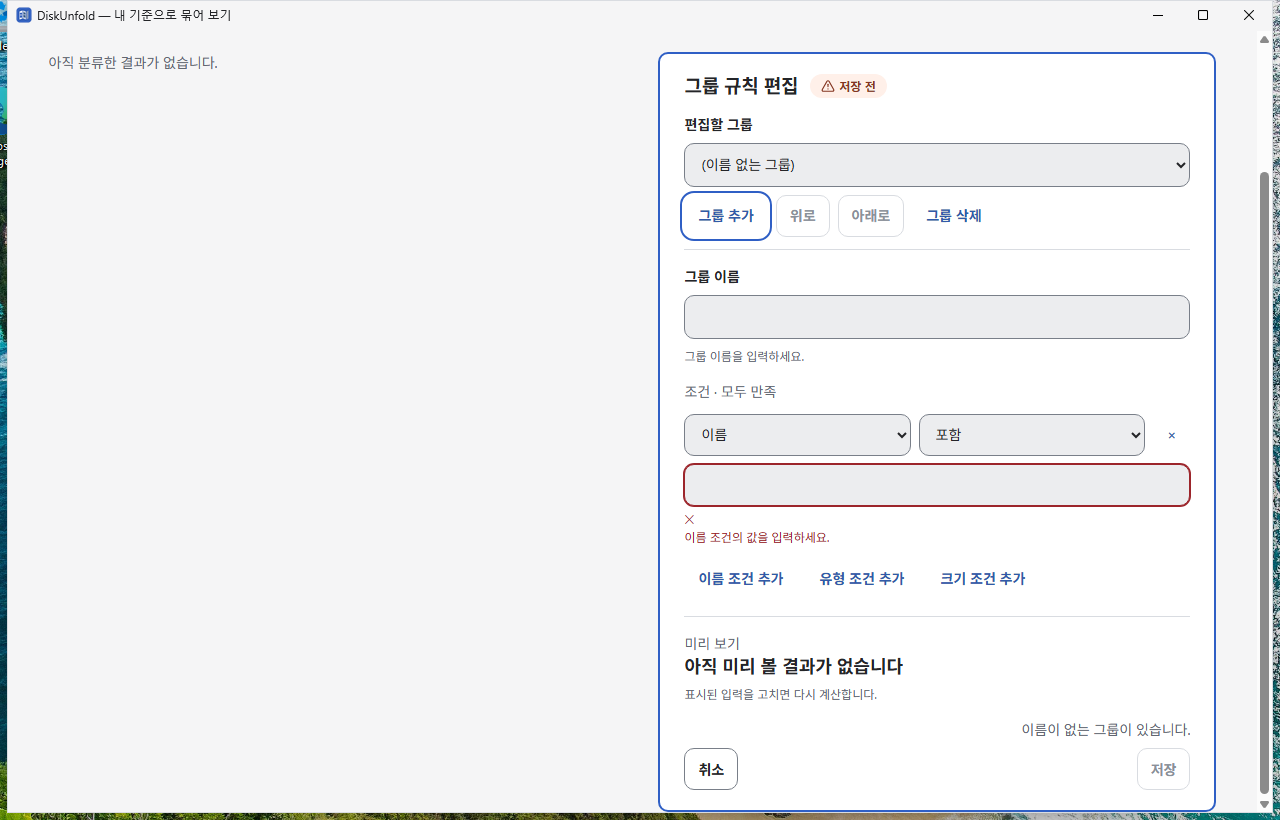 DiskUnfold — 내 기준으로 묶어 보기
아직 분류한 결과가 없습니다.
그룹 규칙 편집
저장 전
편집할 그룹
(이름 없는 그룹)
그룹 추가 위로 아래로 그룹 삭제
그룹 이름
그룹 이름을 입력하세요.
조건 · 모두 만족
이름 포함 ×
이름 조건의 값을 입력하세요.
이름 조건 추가 유형 조건 추가 크기 조건 추가
미리 보기
아직 미리 볼 결과가 없습니다
표시된 입력을 고치면 다시 계산합니다.
이름이 없는 그룹이 있습니다.
취소 저장